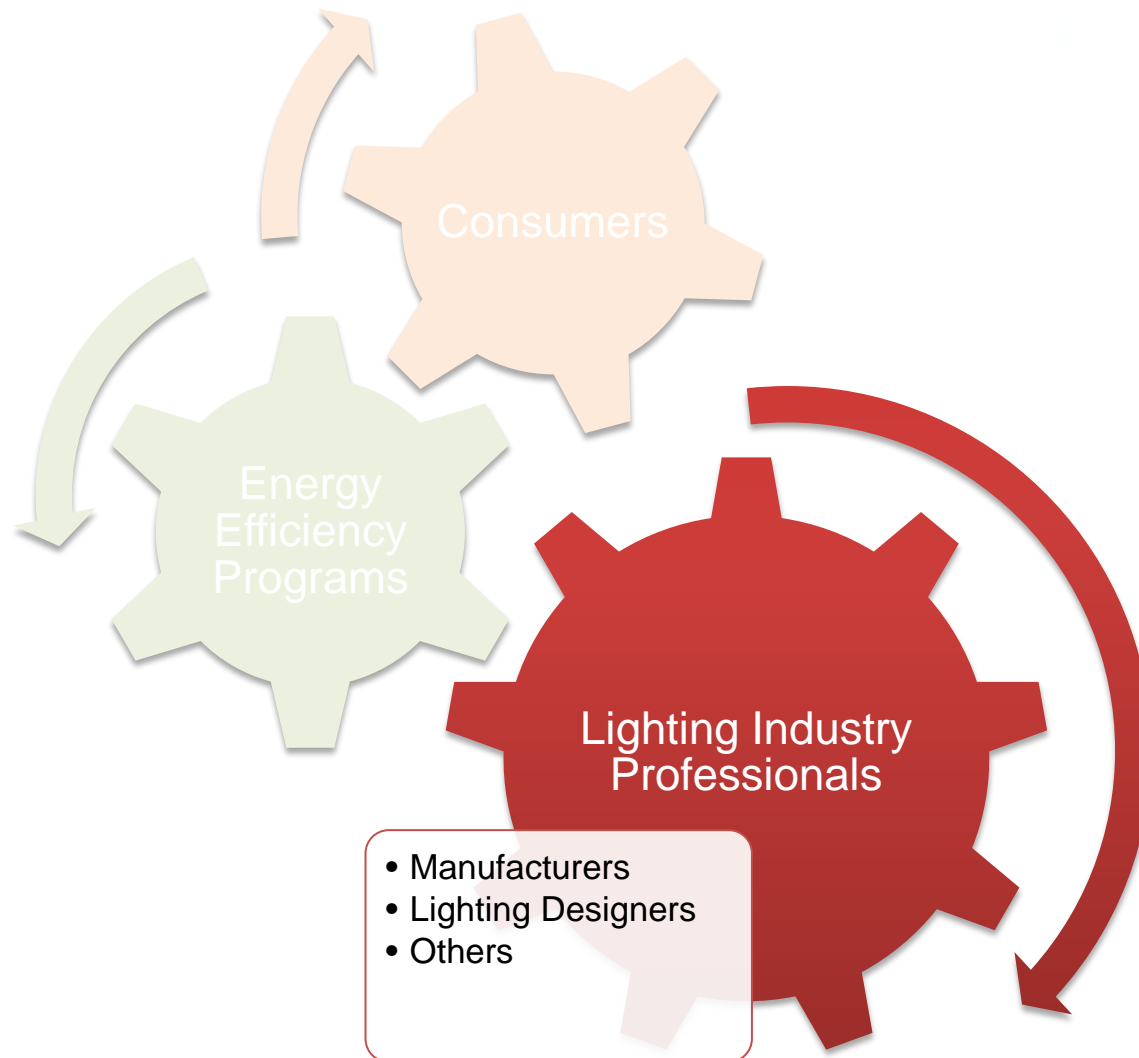 Consumers
Energy
Efficiency
Programs
Lighting Industry
Professionals
• Manufacturers
• Lighting Designers
• Others